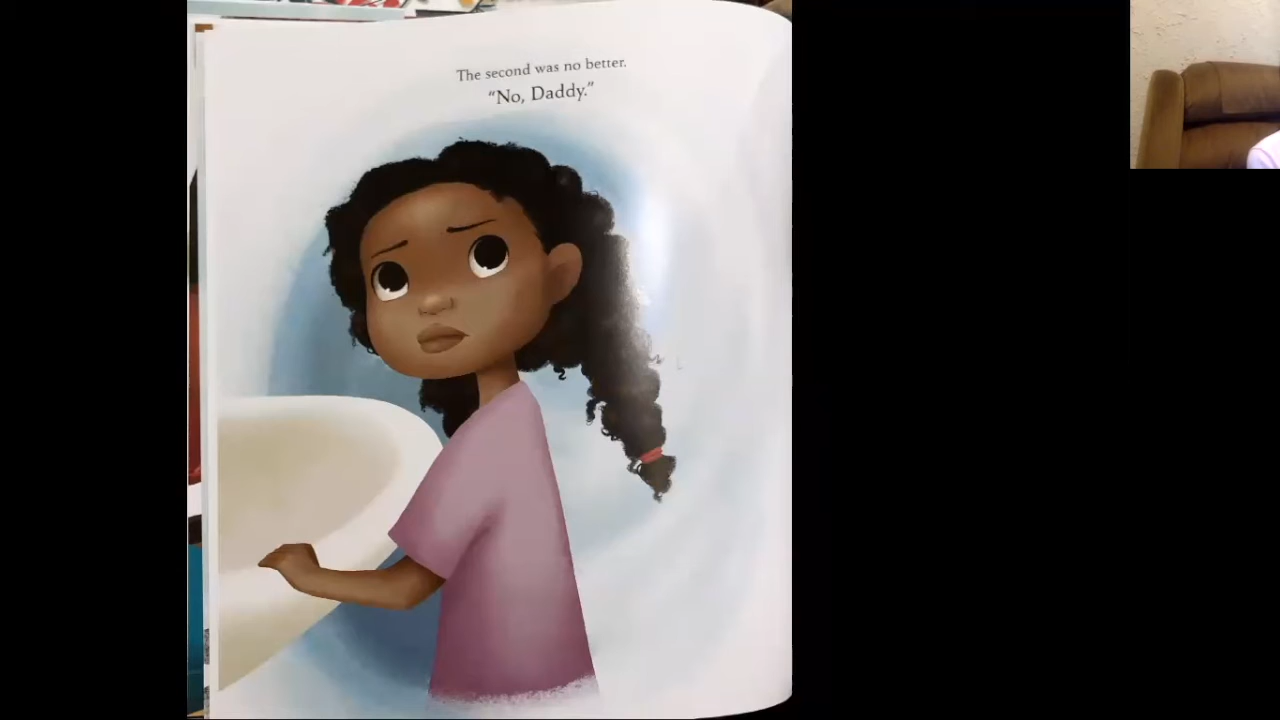 The second was no better.
“No, Daddy.”